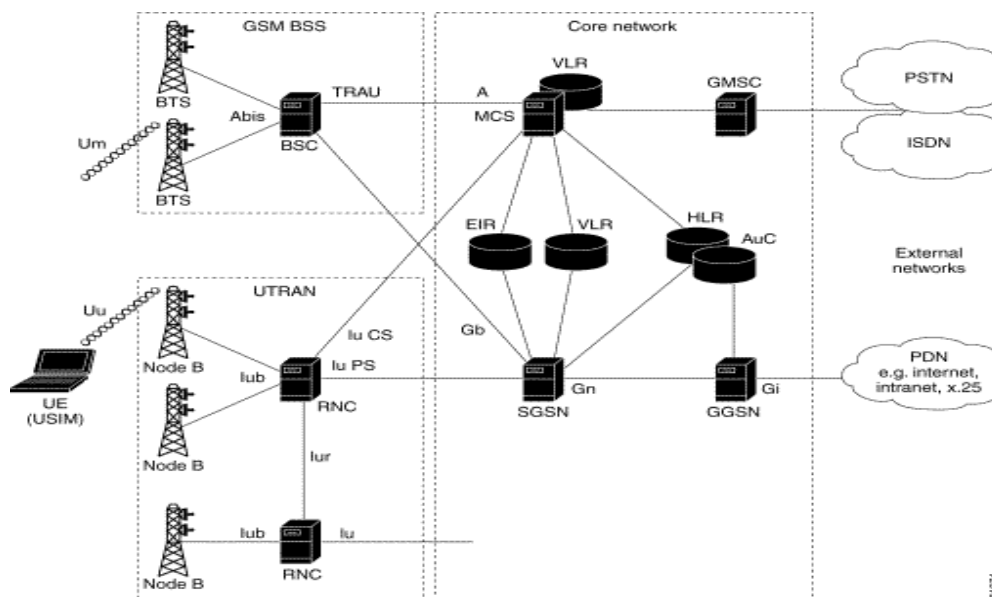 GSM BSS
Core network
VLR
TRAU
A
GMSC
PSTN
BTS
Abis
MCS
BSC
Um
ISDN
BTS
EIR
VLR
HLR
AuC
External
networks
UTRAN
Uu
Iu CS
Gb
Iu PS
PDN
e.g. internet,
intranet, x.25
Node B
Iub
RNC
SGSN
Gn
GGSN
Gi
UE
(USIM)
Node B
Iur
Iub
Iu
RNC
Node B